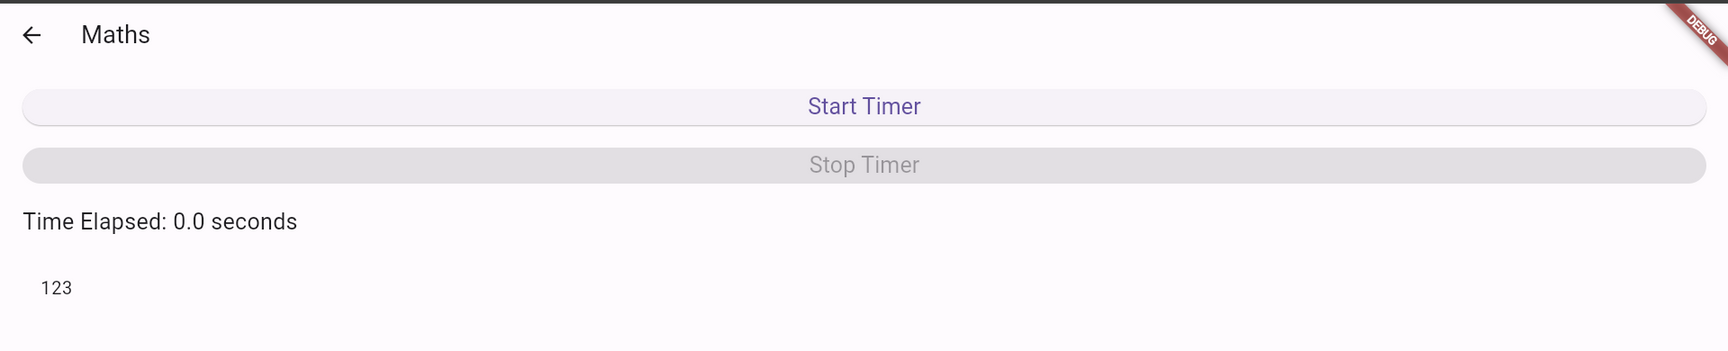 Maths
DEBUG
Start Timer
Stop Timer
Time Elapsed: 0.0 seconds
123